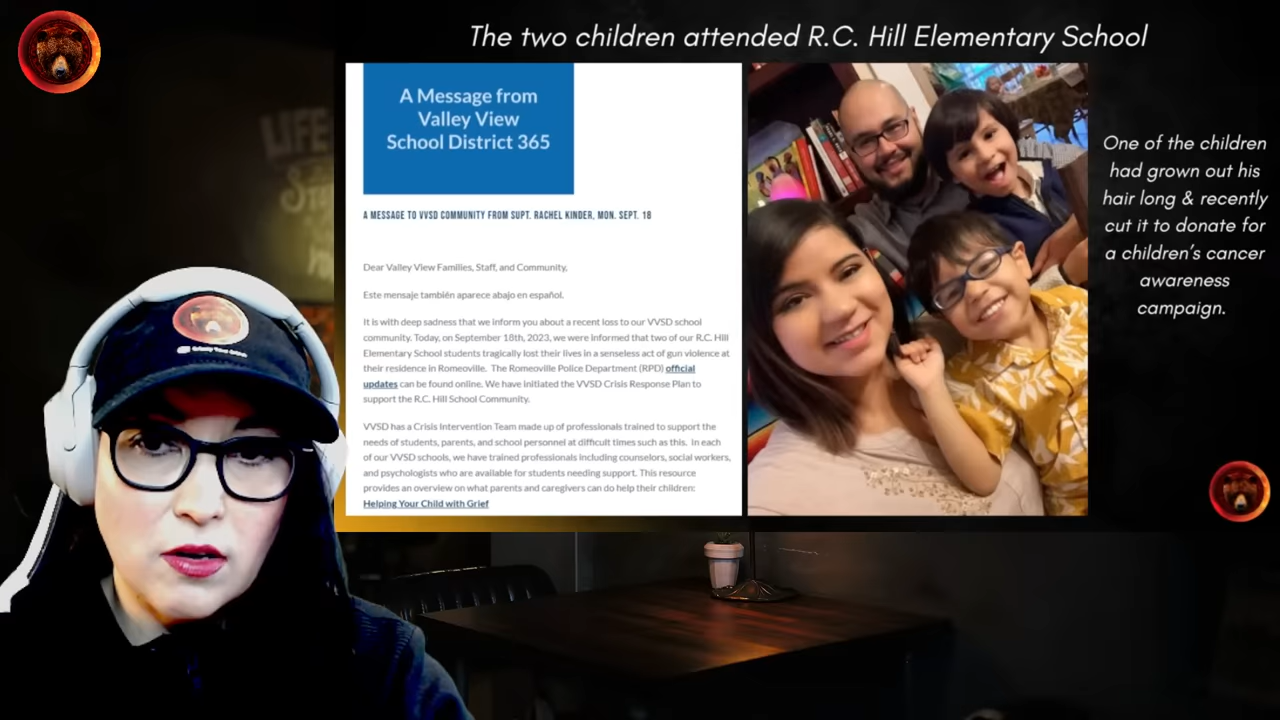 The two children attended R.C. Hill Elementary School
A Message from
Valley View
School District 365
A MESSAGE TO VVSD COMMUNITY FROM SUPT. RACHEL KINDER, MON. SEPT. 18
Dear Valley View Families, Staff, and Community,
Este mensaje también aparece abajo en español.
It is with deep sadness that we inform you about a recent loss to our VVSD school
community. Today, on September 18th, 2023, we were informed that two of our R.C. Hill
Elementary School students tragically lost their lives in a senseless act of gun violence at
their residence in Romeoville. The Romeoville Police Department (RPD) official
updates can be found online. We have initiated the VVSD Crisis Response Plan to
support the R.C. Hill School Community.
VVSD has a Crisis Intervention Team made up of professionals trained to support the
needs of students, parents, and school personnel at difficult times such as this. In each
of our VVSD schools, we have trained professionals including counselors, social workers,
and psychologists who are available for students needing support. This resource
provides an overview on what parents and caregivers can do help their children:
Helping Your Child with Grief
One of the children
had grown out his
hair long & recently
cut it to donate for
a children's cancer
awareness
campaign.
LIFE